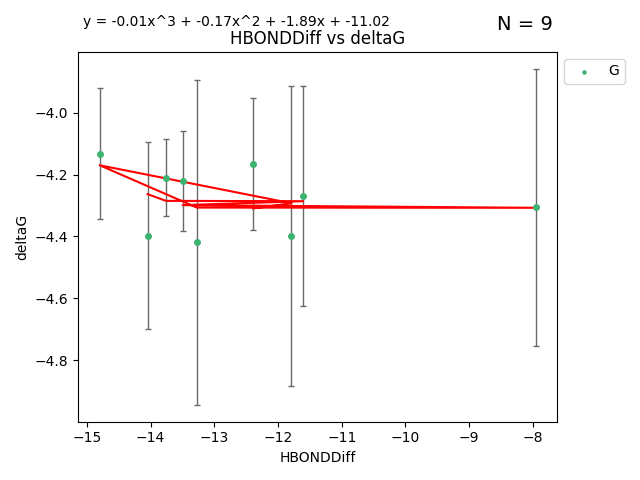 y = -0.01x^3 + -0.17x^2 + -1.89x + -11.02
N = 9
HBONDDiff vs deltaG
G
−4.0
−4.2
−4.4
−4.6
−4.8
deltaG
−15 −14 −13 −12 −11 −10 −9 −8
HBONDDiff